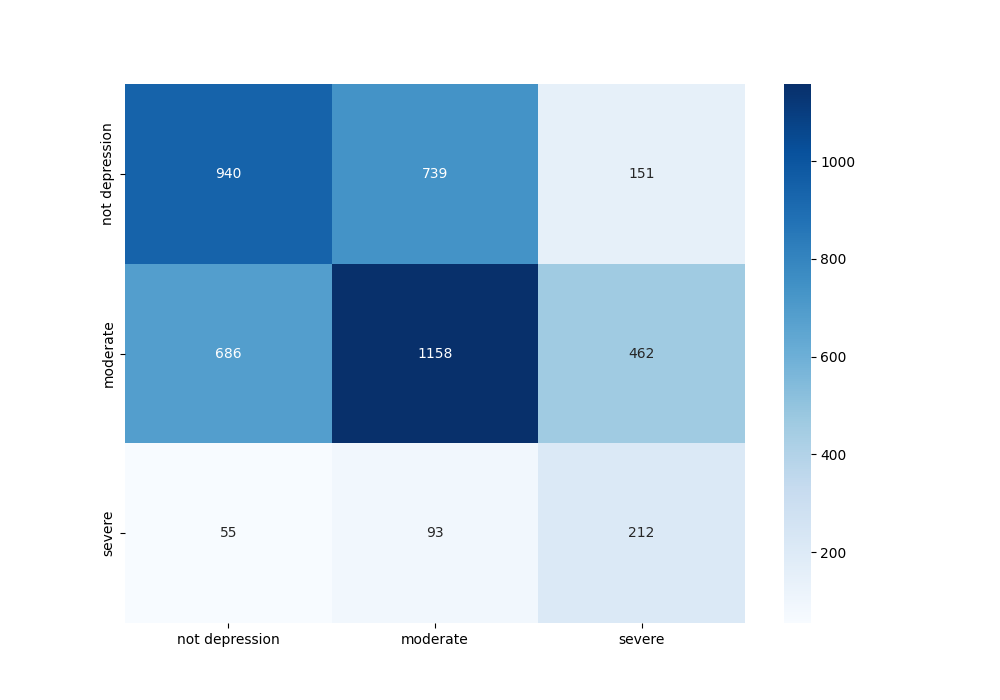 not depression
940
739
151
moderate
686
1158
462
severe
55
93
212
not depression
moderate
severe
1000
800
600
400
200